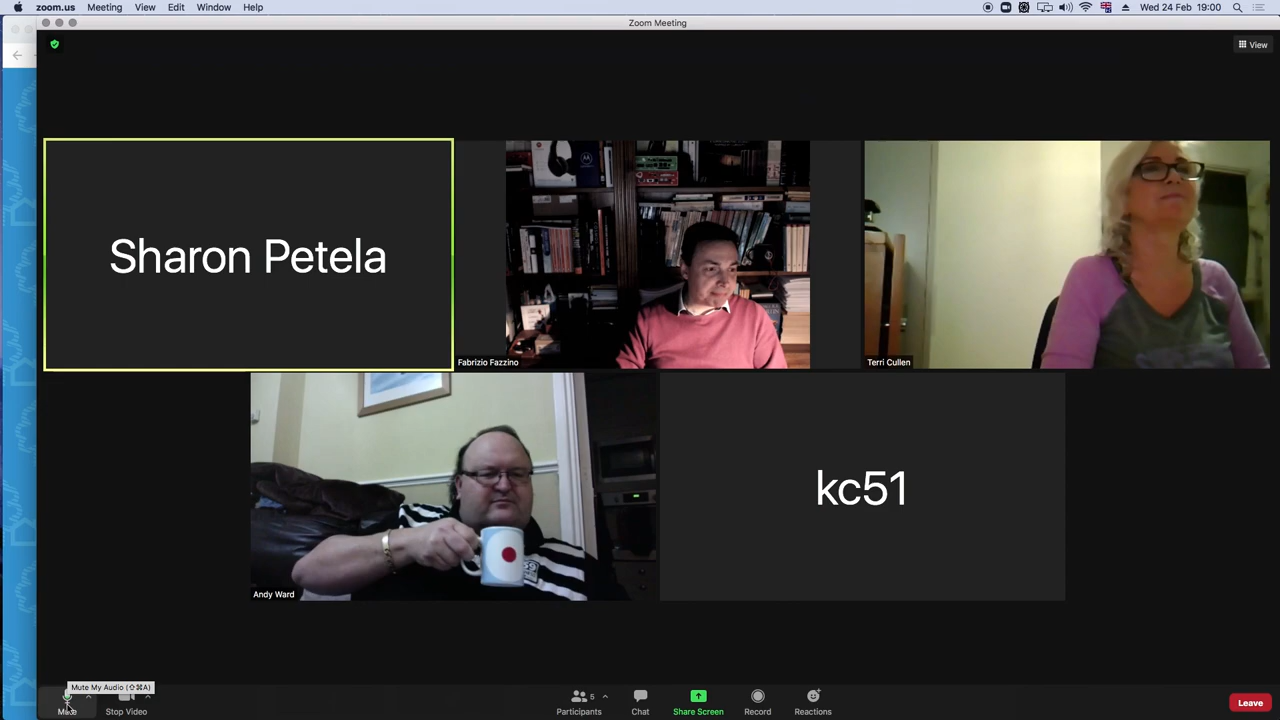 zoom.us Meeting View Edit Window Help
Wed 24 Feb 19:00
Zoom Meeting
View
Sharon Petela
Fabrizio Fazzino
Terri Cullen
Andy Ward
kc51
Mute My Audio (⇧⌘A)
Mute
Stop Video
5
Participants
Chat
Share Screen
Record
Reactions
Leave